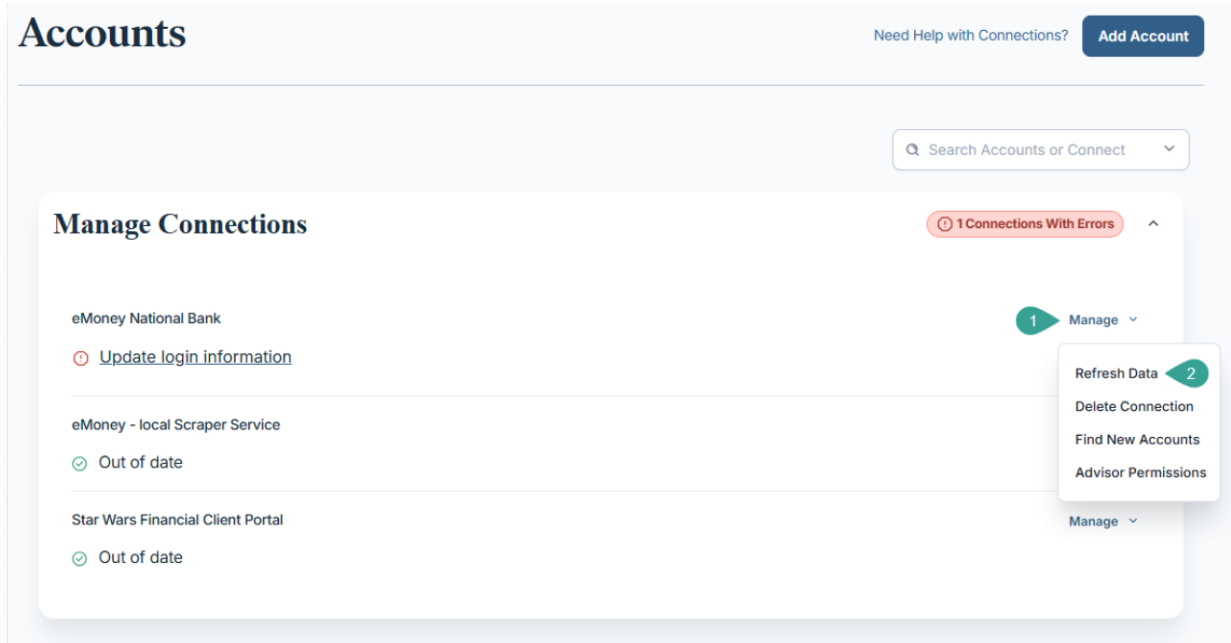 Accounts
Need Help with Connections?
Add Account
Search Accounts or Connect
Manage Connections
1 Connections With Errors
eMoney National Bank
1
Manage
Update login information
Refresh Data
2
Delete Connection
eMoney - local Scraper Service
Find New Accounts
Out of date
Advisor Permissions
Star Wars Financial Client Portal
Manage
Out of date